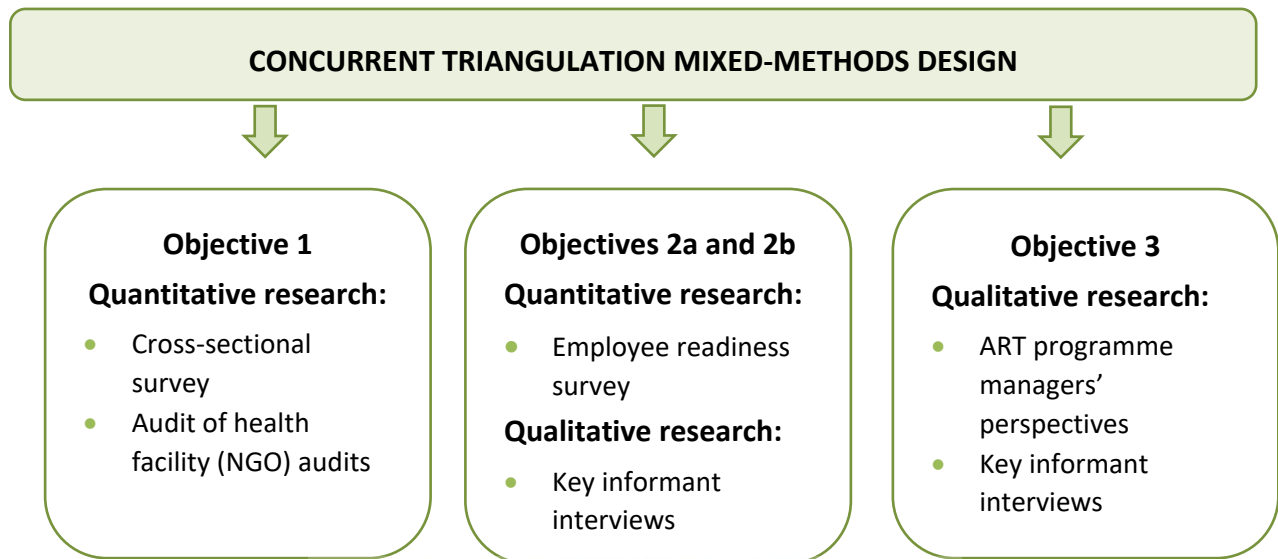 CONCURRENT TRIANGULATION MIXED-METHODS DESIGN
Objective 1
Quantitative research:
• Cross-sectional
survey
• Audit of health
facility (NGO) audits
Objectives 2a and 2b
Quantitative research:
• Employee readiness
survey
Qualitative research:
• Key informant
interviews
Objective 3
Qualitative research:
• ART programme
managers’
perspectives
• Key informant
interviews